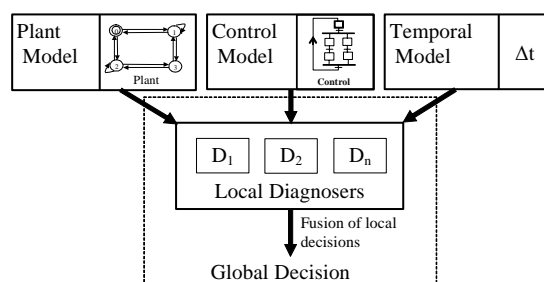 Plant Model
Plant
Control Model
Control
Temporal Model
Δt
0
1
2
3
D1 D2 Dn
Local Diagnosers
Fusion of local
decisions
Global Decision